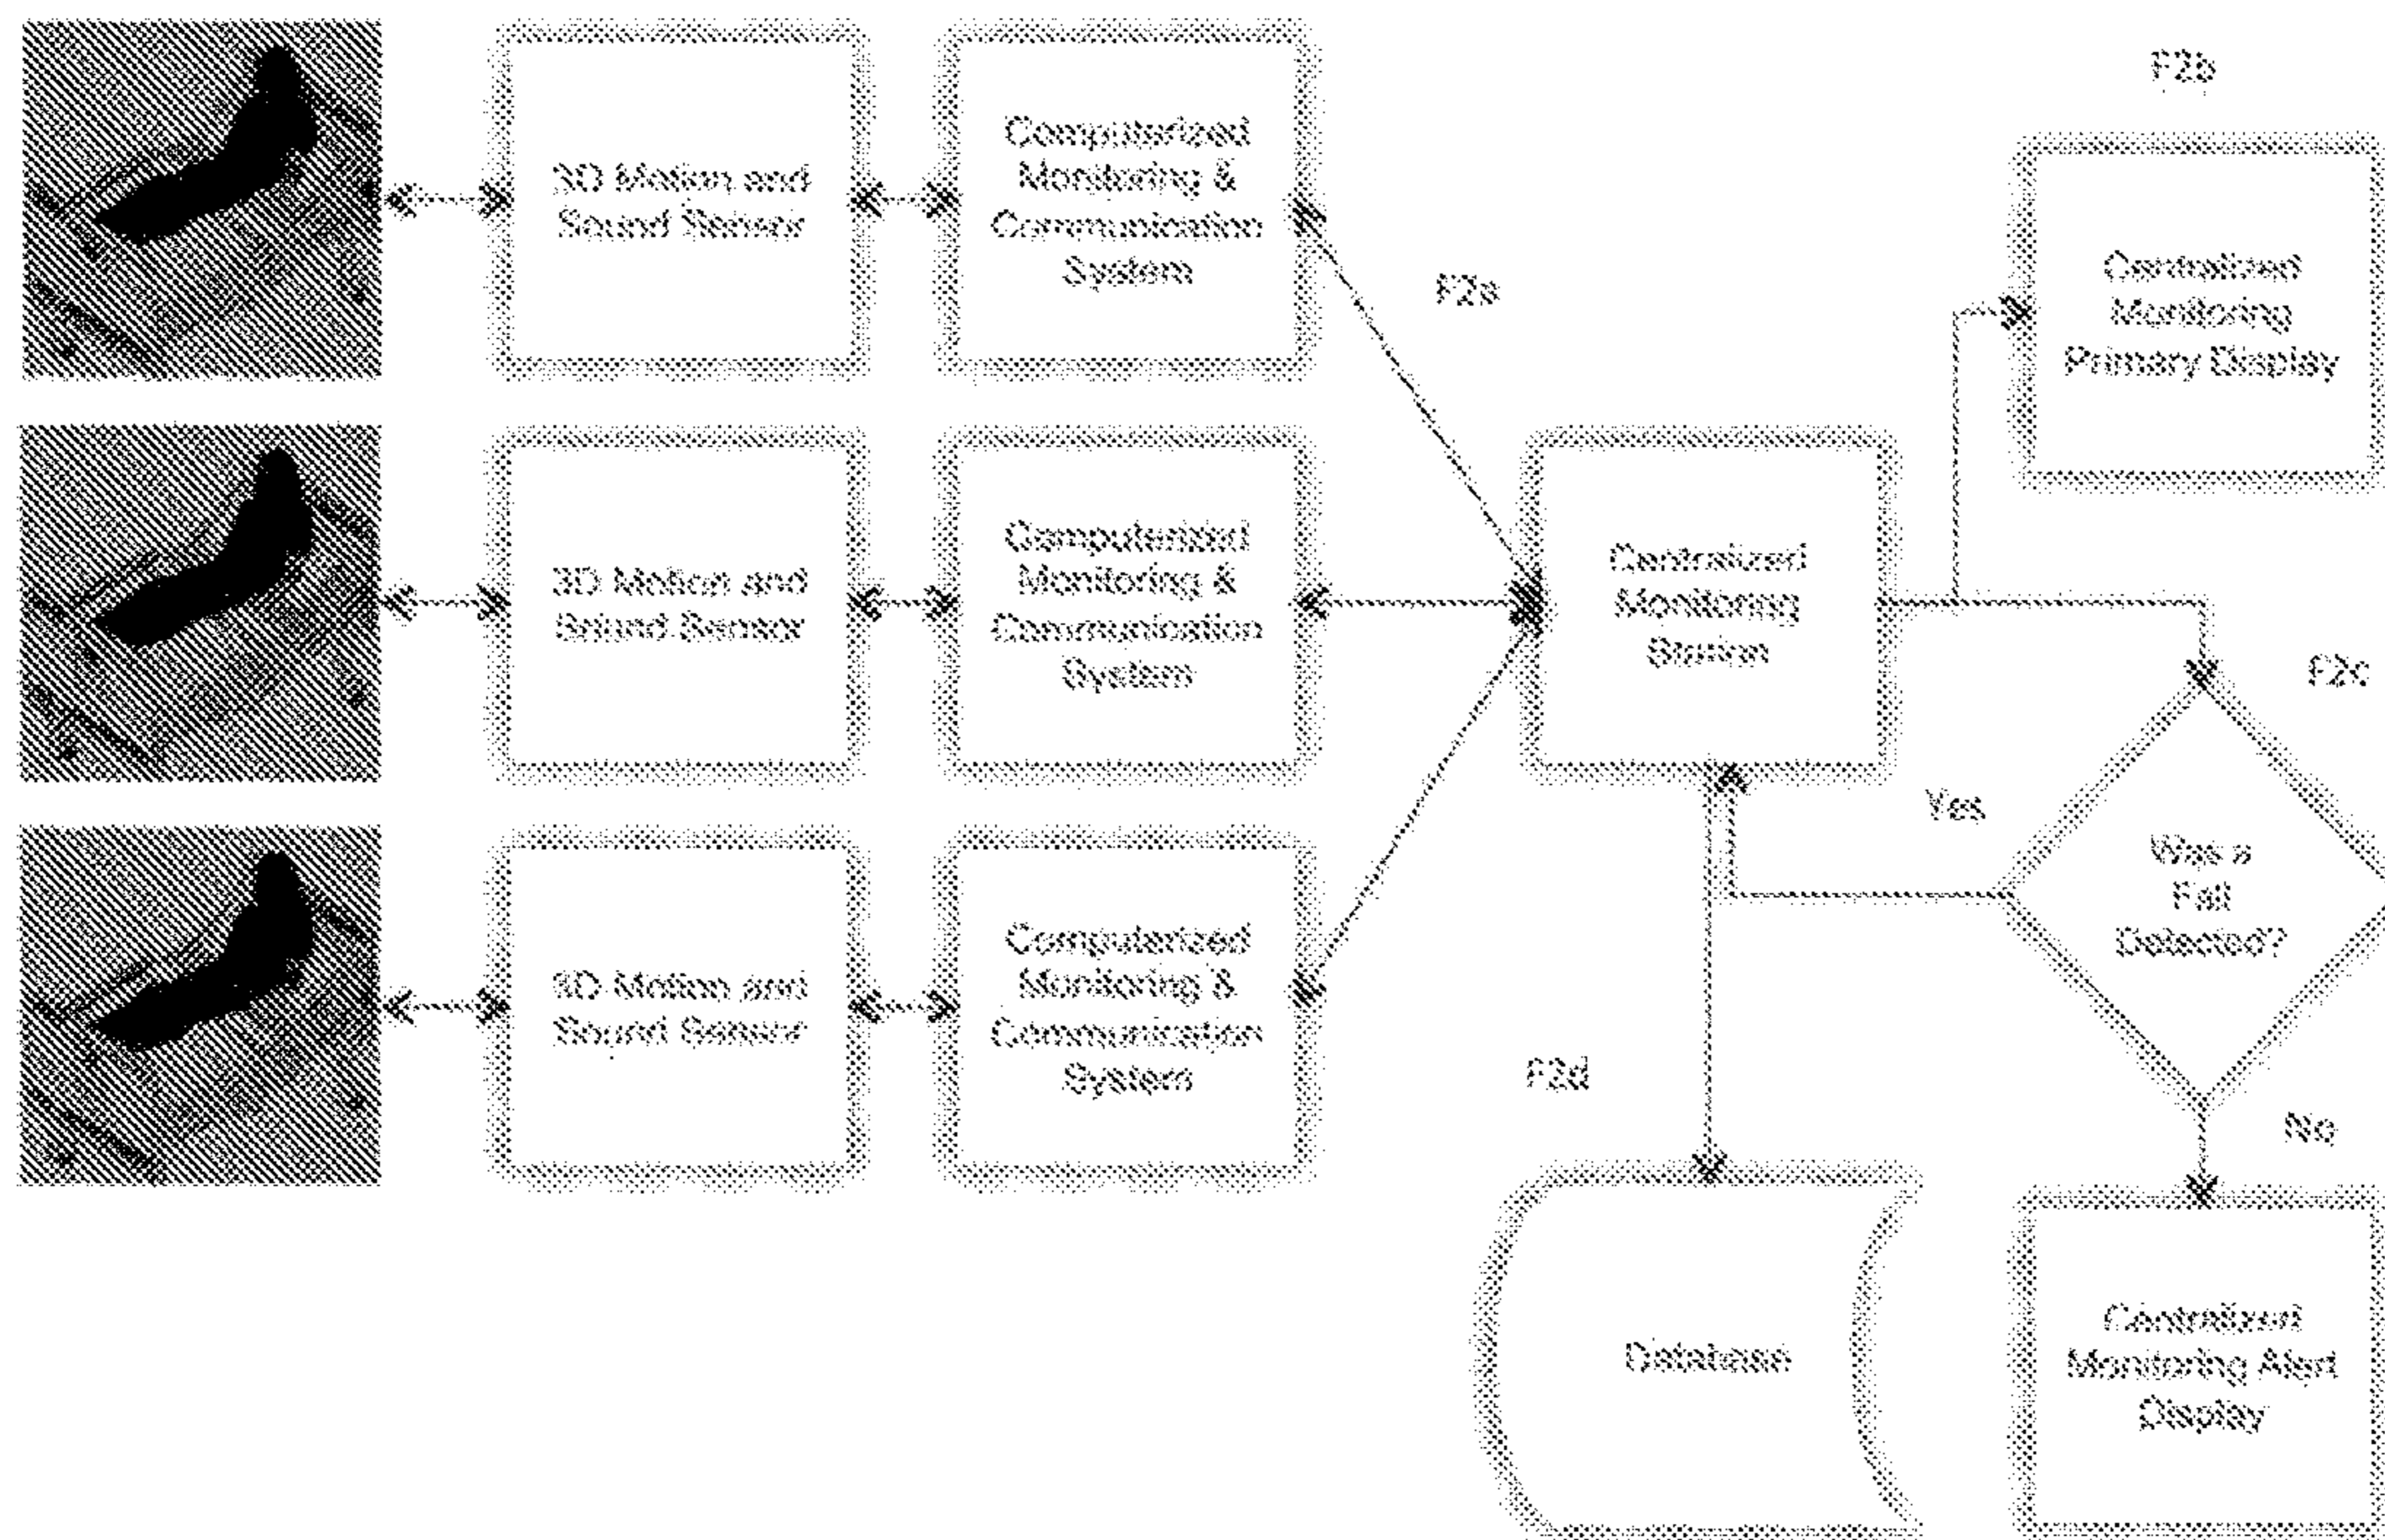 3D Motion and
Sound Sensor
Computerized
Monitoring &
Communication
System
F2a
F2b
Centralized
Monitoring
Primary Display
3D Motion and
Sound Sensor
Computerized
Monitoring &
Communication
System
Centralized
Monitoring
Station
F2c
Yes
Was a
Fall
Detected?
No
3D Motion and
Sound Sensor
Computerized
Monitoring &
Communication
System
F2d
Database
Centralized
Monitoring Alert
Display